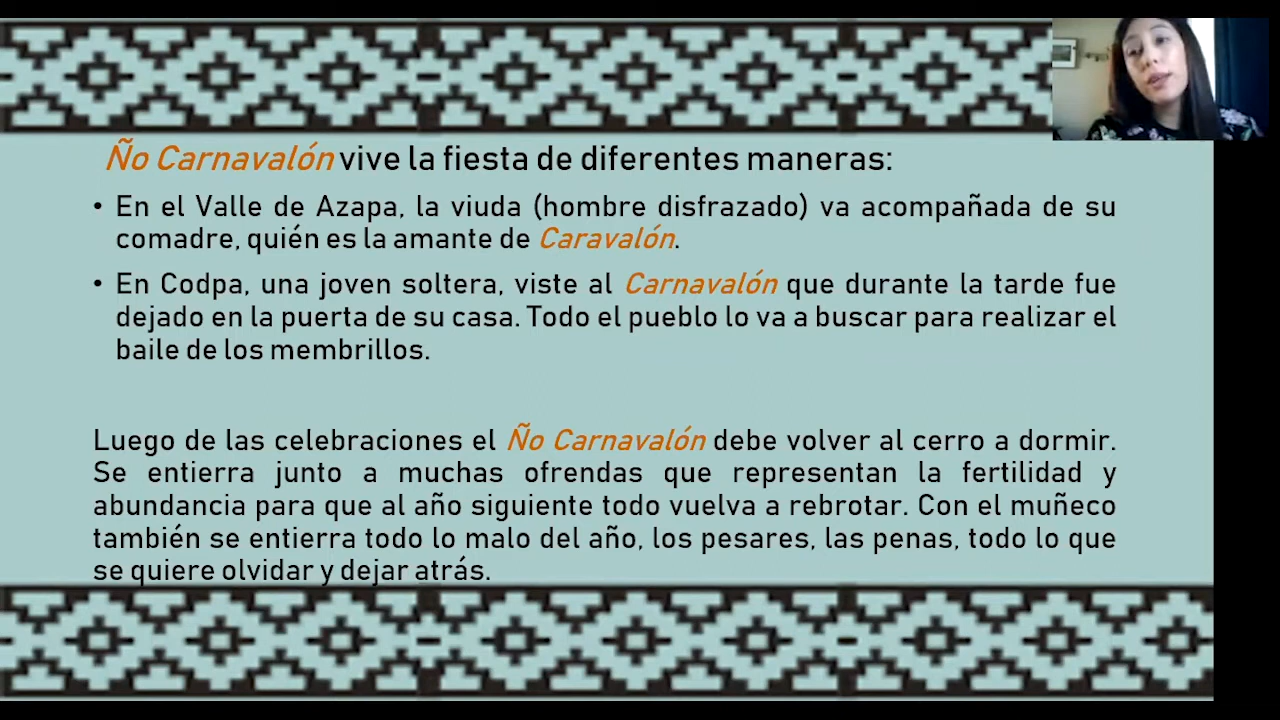 Ño Carnavalón vive la fiesta de diferentes maneras:
• En el Valle de Azapa, la viuda (hombre disfrazado) va acompañada de su
comadre, quién es la amante de Caravalón.
• En Codpa, una joven soltera, viste al Carnavalón que durante la tarde fue
dejado en la puerta de su casa. Todo el pueblo lo va a buscar para realizar el
baile de los membrillos.
Luego de las celebraciones el Ño Carnavalón debe volver al cerro a dormir.
Se entierra junto a muchas ofrendas que representan la fertilidad y
abundancia para que al año siguiente todo vuelva a rebrotar. Con el muñeco
también se entierra todo lo malo del año, los pesares, las penas, todo lo que
se quiere olvidar y dejar atrás.